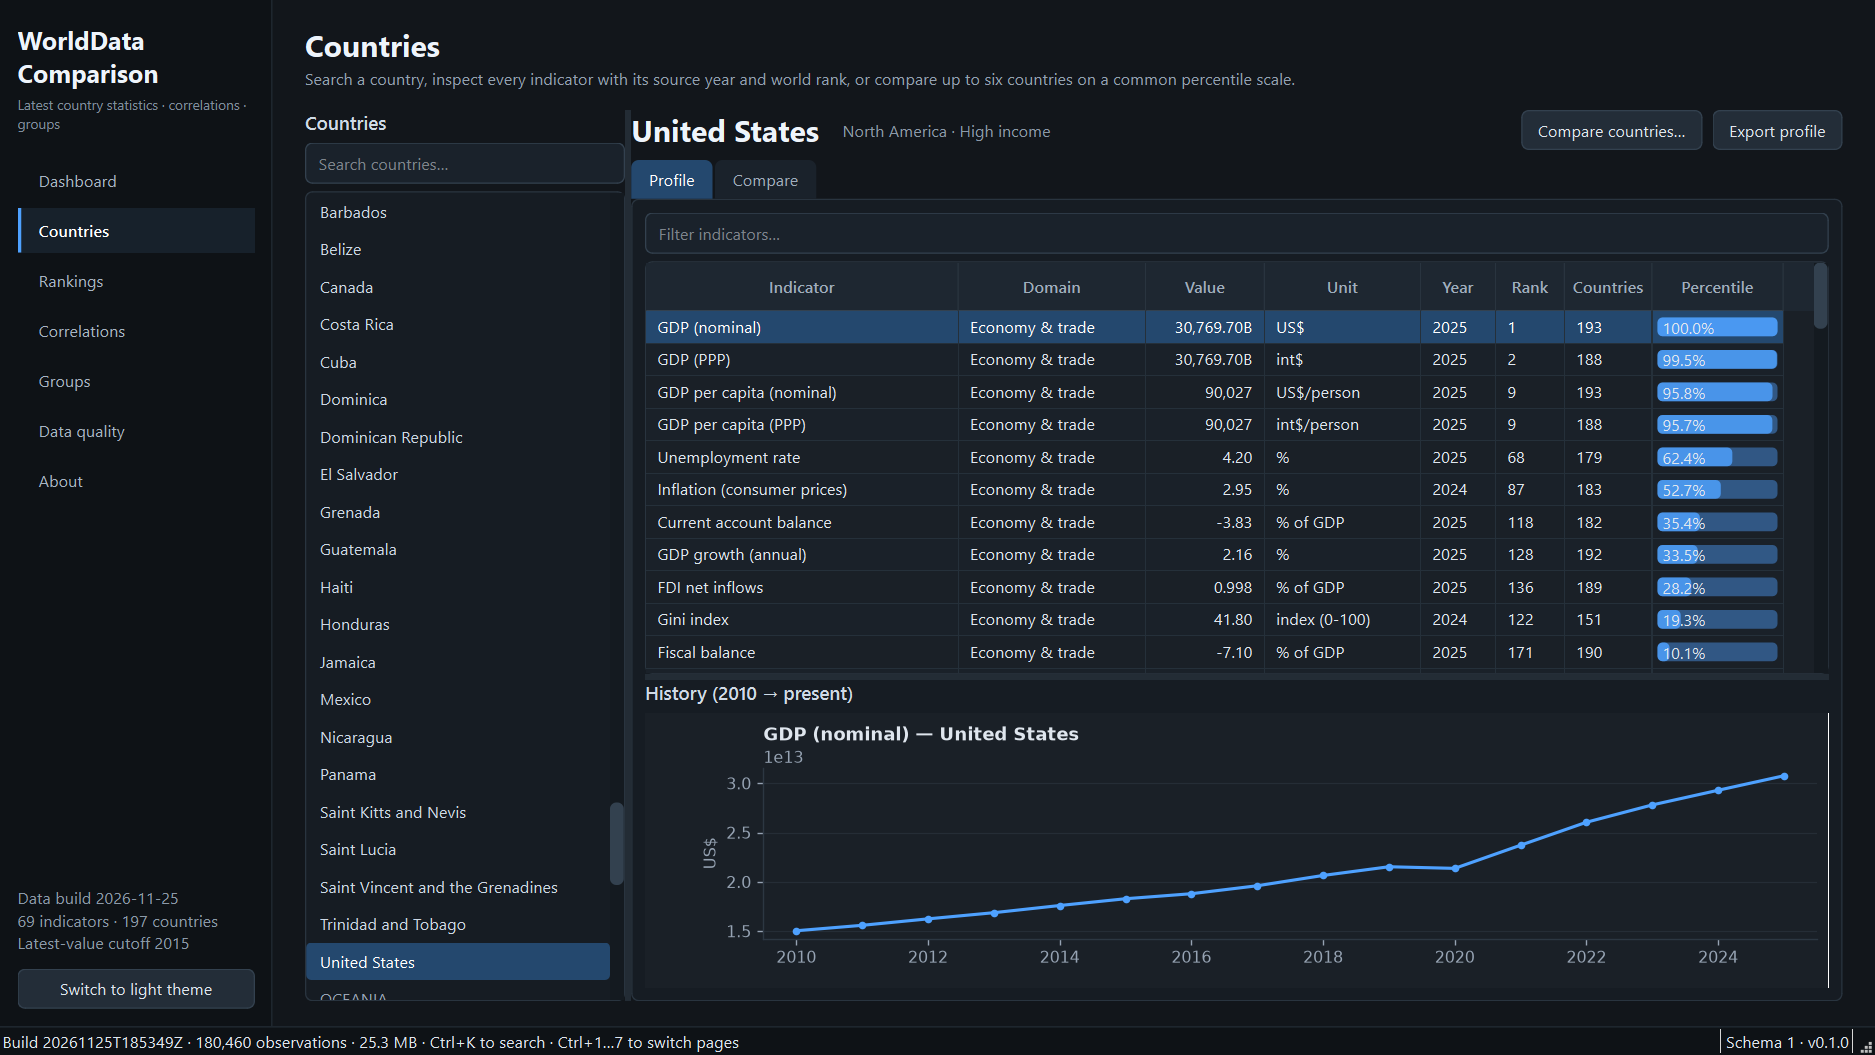 WorldData
Comparison
Latest country statistics · correlations ·
groups
Dashboard
Countries
Rankings
Correlations
Groups
Data quality
About
Data build 2026-11-25
69 indicators · 197 countries
Latest-value cutoff 2015
Switch to light theme
Countries
Search a country, inspect every indicator with its source year and world rank, or compare up to six countries on a common percentile scale.
Countries
Search countries...
Barbados
Belize
Canada
Costa Rica
Cuba
Dominica
Dominican Republic
El Salvador
Grenada
Guatemala
Haiti
Honduras
Jamaica
Mexico
Nicaragua
Panama
Saint Kitts and Nevis
Saint Lucia
Saint Vincent and the Grenadines
Trinidad and Tobago
United States
OCEANIA
United States North America · High income
Compare countries... Export profile
Profile Compare
Filter indicators...
Indicator Domain Value Unit Year Rank Countries Percentile
GDP (nominal) Economy & trade 30,769.70B US$ 2025 1 193 100.0%
GDP (PPP) Economy & trade 30,769.70B int$ 2025 2 188 99.5%
GDP per capita (nominal) Economy & trade 90,027 US$/person 2025 9 193 95.8%
GDP per capita (PPP) Economy & trade 90,027 int$/person 2025 9 188 95.7%
Unemployment rate Economy & trade 4.20 % 2025 68 179 62.4%
Inflation (consumer prices) Economy & trade 2.95 % 2024 87 183 52.7%
Current account balance Economy & trade -3.83 % of GDP 2025 118 182 35.4%
GDP growth (annual) Economy & trade 2.16 % 2025 128 192 33.5%
FDI net inflows Economy & trade 0.998 % of GDP 2025 136 189 28.2%
Gini index Economy & trade 41.80 index (0-100) 2024 122 151 19.3%
Fiscal balance Economy & trade -7.10 % of GDP 2025 171 190 10.1%
History (2010 → present)
GDP (nominal) — United States
1e13
3.0
2.5
2.0
1.5
US$
2010 2012 2014 2016 2018 2020 2022 2024
Build 20261125T185349Z · 180,460 observations · 25.3 MB · Ctrl+K to search · Ctrl+1...7 to switch pages
Schema 1 · v0.1.0